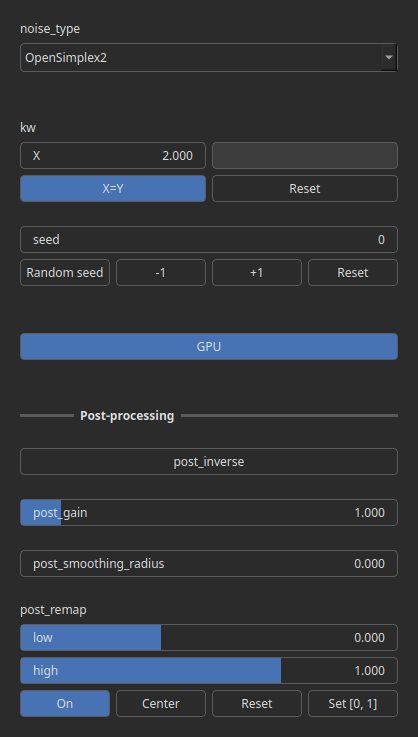 noise_type
OpenSimplex2
kw
X 2.000
X=Y Reset
seed 0
Random seed -1 +1 Reset
GPU
Post-processing
post_inverse
post_gain 1.000
post_smoothing_radius 0.000
post_remap
low 0.000
high 1.000
On Center Reset Set [0, 1]